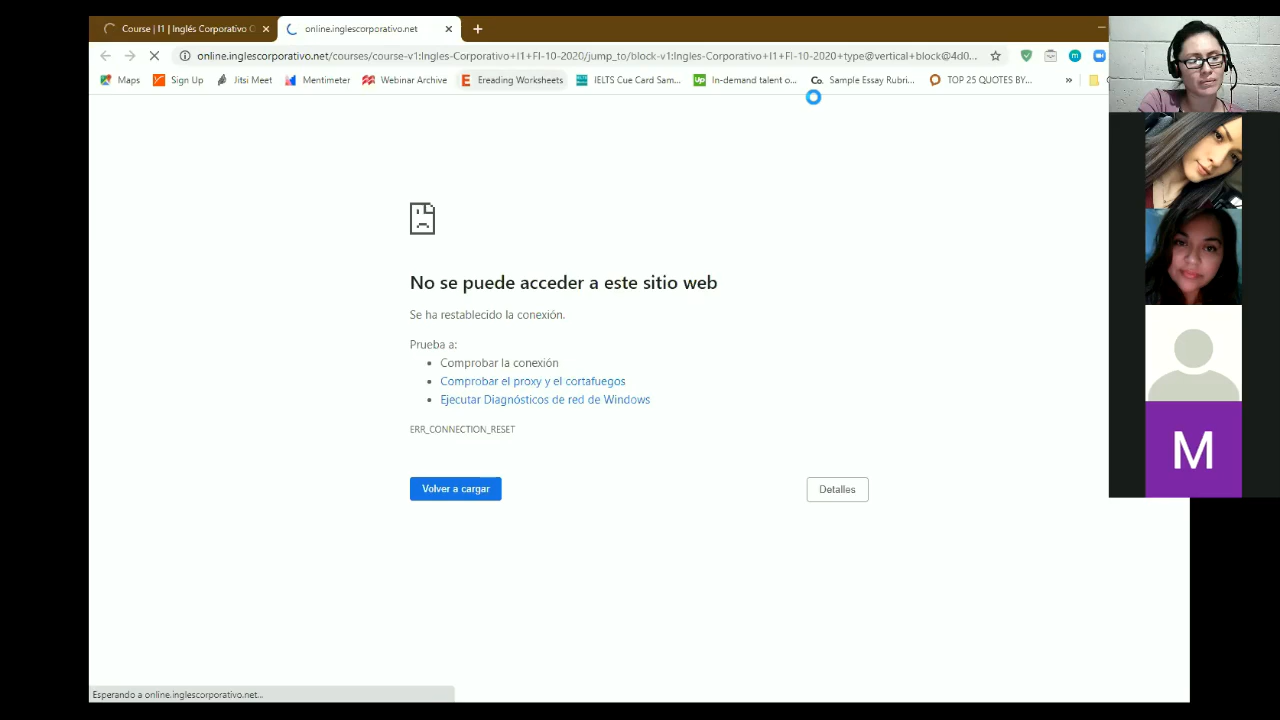 Course | I1 | Inglés Corporativo
online.inglescorporativo.net
online.inglescorporativo.net/courses/course-v1:Ingles-Corporativo+I1+FI-10-2020/jump_to/block-v1:Ingles-Corporativo+I1+FI-10-2020+type@vertical+block@4d0...
Maps
Sign Up
Jitsi Meet
Mentimeter
Webinar Archive
Ereading Worksheets
IELTS Cue Card Sam...
In-demand talent o...
Co. Sample Essay Rubri...
TOP 25 QUOTES BY...
»
No se puede acceder a este sitio web
Se ha restablecido la conexión.
Prueba a:
Comprobar la conexión
Comprobar el proxy y el cortafuegos
Ejecutar Diagnósticos de red de Windows
ERR_CONNECTION_RESET
Volver a cargar
Detalles
M
Esperando a online.inglescorporativo.net...